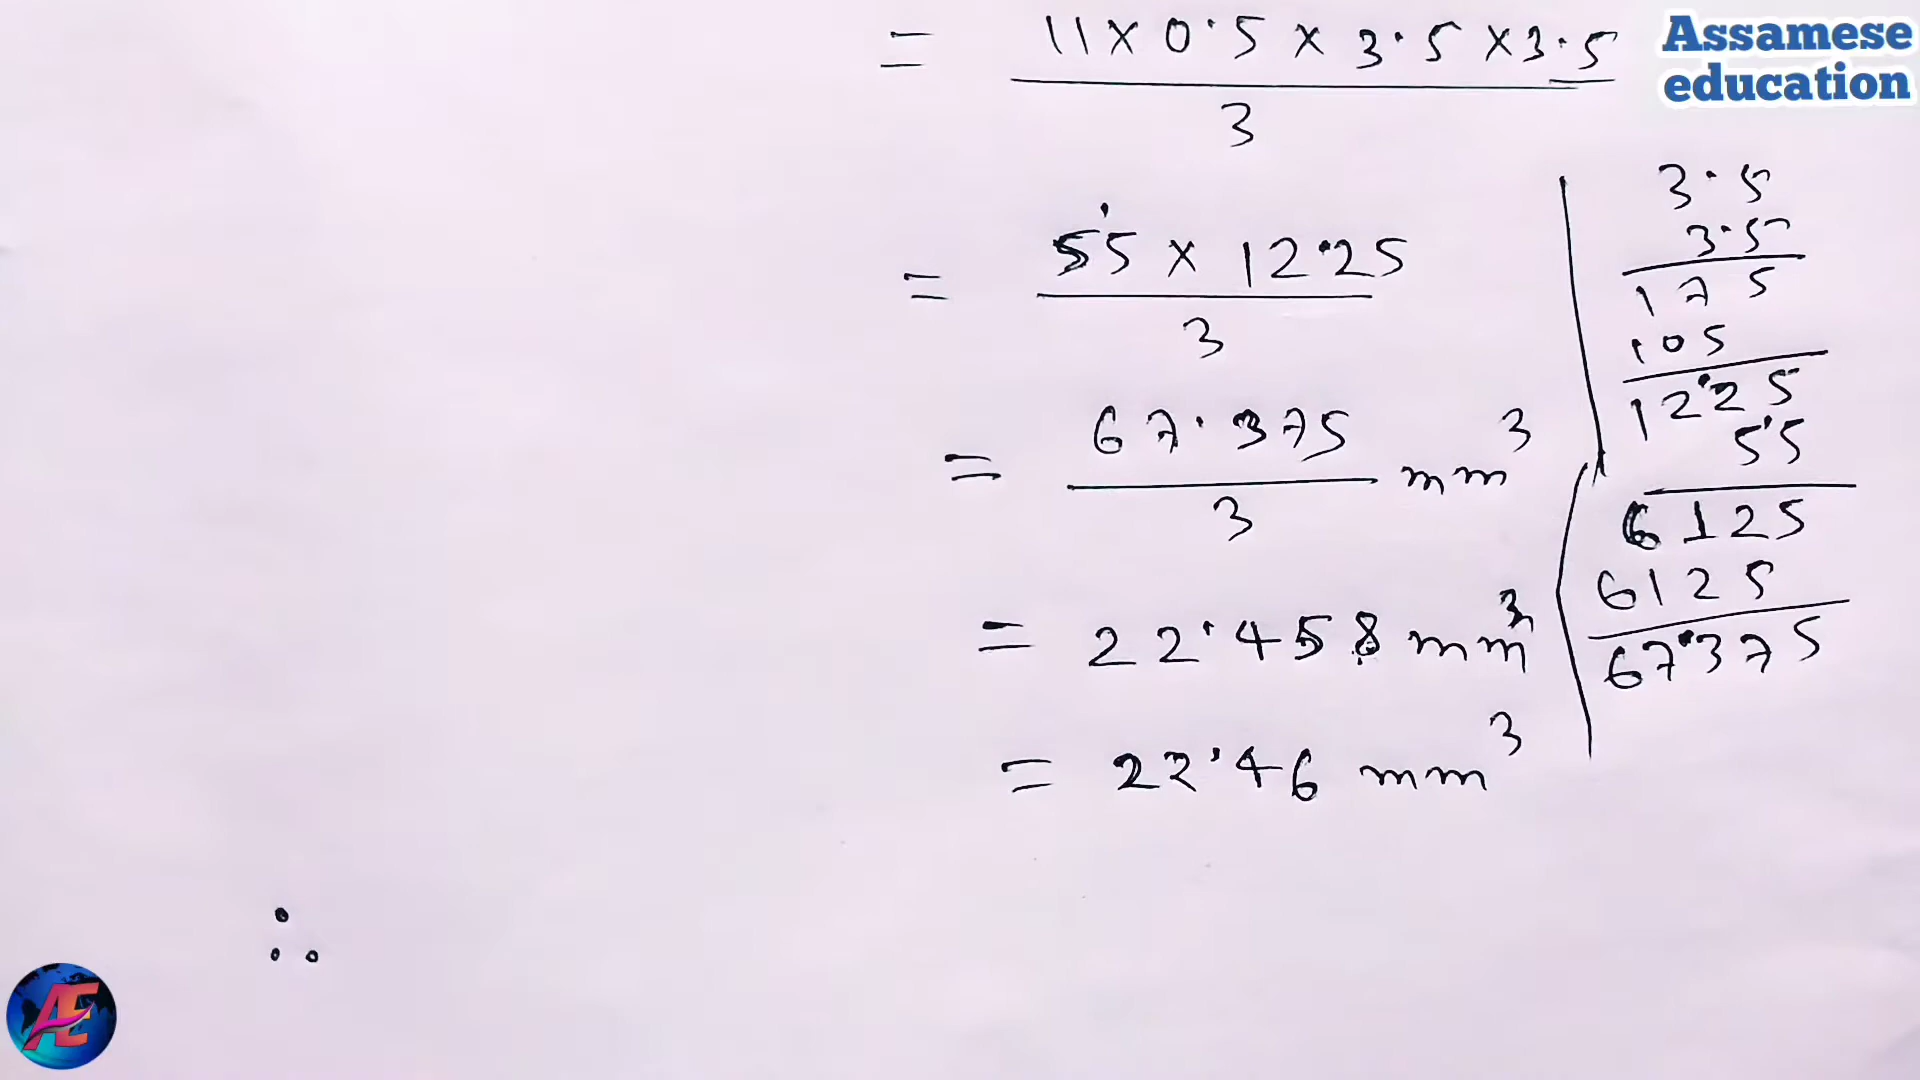 = 11 × 0.5 × 3.5 × 3.5
3
= 5.5 × 12.25
3
= 67.375 mm³
3
= 22.458 mm³
= 22.46 mm³
∴
3.5
3.5
175
105
12.25
5.5
6125
6125
67.375
Assamese
education
AE